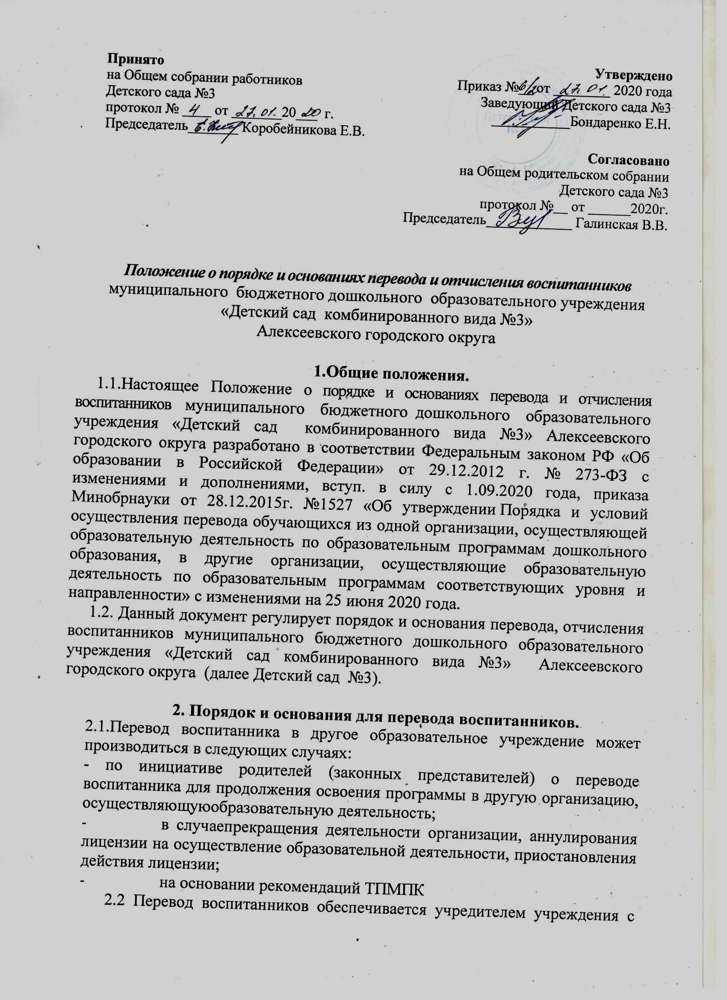 Принято
на Общем собрании работников
Детского сада №3
протокол № 4 от 27.01. 20 20 г.
Председатель Коробейникова Е.В.
Утверждено
Приказ № 6/2 от 27.01. 2020 года
Заведующий Детского сада №3
Бондаренко Е.Н.
Детский сад
№3
Согласовано
на Общем родительском собрании
Детского сада №3
протокол №__ от ______2020г.
Председатель____________ Галинская В.В.
Положение о порядке и основаниях перевода и отчисления воспитанников
муниципального бюджетного дошкольного образовательного учреждения
«Детский сад комбинированного вида №3»
Алексеевского городского округа
1.Общие положения.
1.1.Настоящее Положение о порядке и основаниях перевода и отчисления
воспитанников муниципального бюджетного дошкольного образовательного
учреждения «Детский сад комбинированного вида №3» Алексеевского
городского округа разработано в соответствии Федеральным законом РФ «Об
образовании в Российской Федерации» от 29.12.2012 г. № 273-ФЗ с
изменениями и дополнениями, вступ. в силу с 1.09.2020 года, приказа
Минобрнауки от 28.12.2015г. №1527 «Об утверждении Порядка и условий
осуществления перевода обучающихся из одной организации, осуществляющей
образовательную деятельность по образовательным программам дошкольного
образования, в другие организации, осуществляющие образовательную
деятельность по образовательным программам соответствующих уровня и
направленности» с изменениями на 25 июня 2020 года.
1.2. Данный документ регулирует порядок и основания перевода, отчисления
воспитанников муниципального бюджетного дошкольного образовательного
учреждения «Детский сад комбинированного вида №3» Алексеевского
городского округа (далее Детский сад №3).
2. Порядок и основания для перевода воспитанников.
2.1.Перевод воспитанника в другое образовательное учреждение может
производиться в следующих случаях:
- по инициативе родителей (законных представителей) о переводе
воспитанника для продолжения освоения программы в другую организацию,
осуществляющуюобразовательную деятельность;
- в случаепрекращения деятельности организации, аннулирования
лицензии на осуществление образовательной деятельности, приостановления
действия лицензии;
- на основании рекомендаций ТПМПК
2.2 Перевод воспитанников обеспечивается учредителем учреждения с